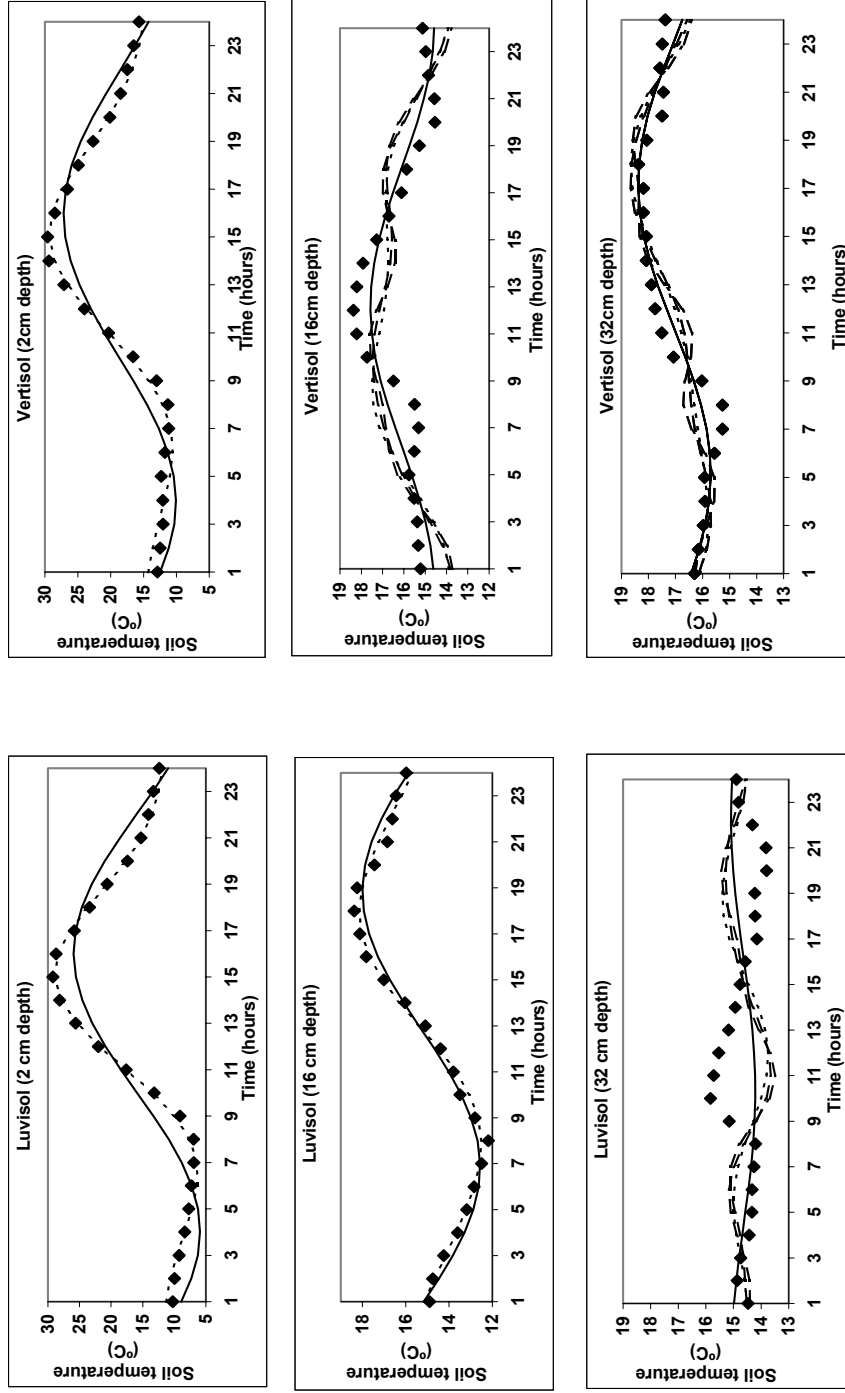 Luvisol (2 cm depth)
Soil temperature
(ºC)
30
25
20
15
10
5
1 3 5 7 9 11 13 15 17 19 21 23
Time (hours)
Vertisol (2cm depth)
Soil temperature
(ºC)
30
25
20
15
10
5
1 3 5 7 9 11 13 15 17 19 21 23
Time (hours)
Luvisol (16 cm depth)
Soil temperature
(ºC)
18
16
14
12
1 3 5 7 9 11 13 15 17 19 21 23
Time (hours)
Vertisol (16cm depth)
Soil temperature
(ºC)
19
18
17
16
15
14
13
12
1 3 5 7 9 11 13 15 17 19 21 23
Time (hours)
Luvisol (32 cm depth)
Soil temperature
(ºC)
19
18
17
16
15
14
13
1 3 5 7 9 11 13 15 17 19 21 23
Time (hours)
Vertisol (32cm depth)
Soil temperature
(ºC)
19
18
17
16
15
14
13
1 3 5 7 9 11 13 15 17 19 21 23
Time (hours)